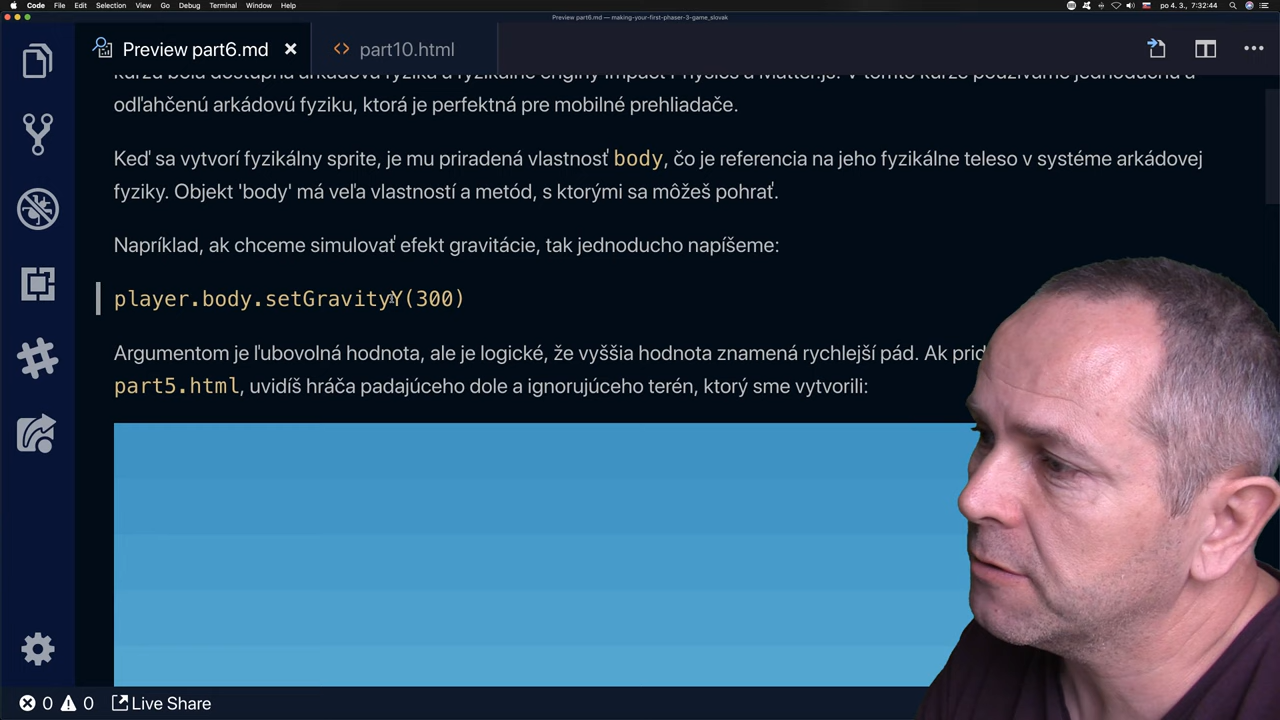 Code File Edit Selection View Go Debug Terminal Window Help po 4. 3., 7:32:44
Preview part6.md — making-your-first-phaser-3-game_slovak
Preview part6.md part10.html
odľahčenú arkádovú fyziku, ktorá je perfektná pre mobilné prehliadače.
Keď sa vytvorí fyzikálny sprite, je mu priradená vlastnosť body, čo je referencia na jeho fyzikálne teleso v systéme arkádovej
fyziky. Objekt 'body' má veľa vlastností a metód, s ktorými sa môžeš pohrať.
Napríklad, ak chceme simulovať efekt gravitácie, tak jednoducho napíšeme:
player.body.setGravityY(300)
Argumentom je ľubovolná hodnota, ale je logické, že vyššia hodnota znamená rychlejší pád. Ak prid
part5.html, uvidíš hráča padajúceho dole a ignorujúceho terén, ktorý sme vytvorili:
0 0 Live Share